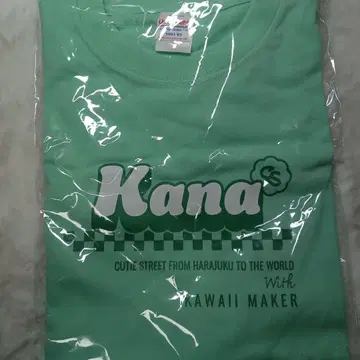 Kana
CS
CUTIE STREET FROM HARAJUKU TO THE WORLD
With
KAWAII MAKER